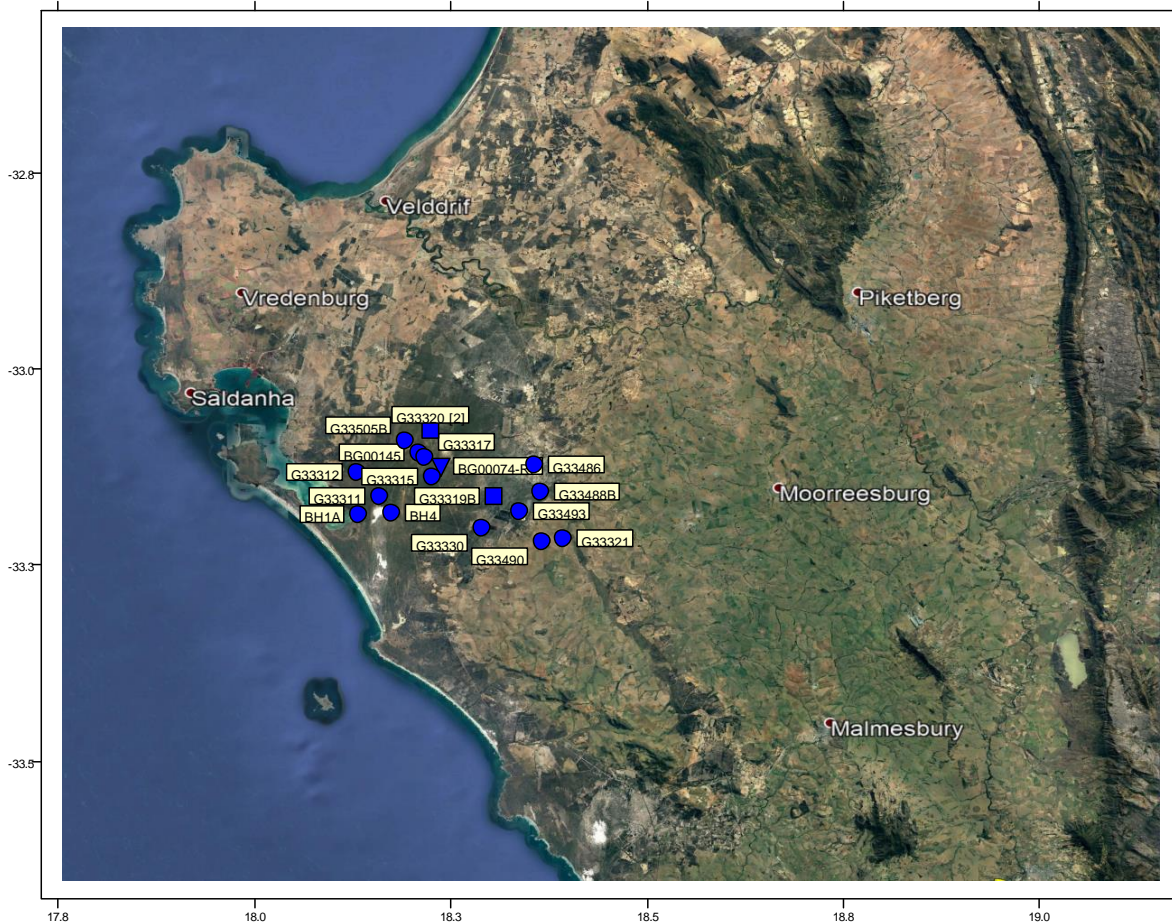 -32.8
Velddrif
Vredenburg
Piketberg
-33.0
Saldanha
G33320 [2]
G33505B
G33317
BG00145
BG00074-R
G33486
G33312
G33315
G33311
G33319B
G33488B
BH1A
BH4
G33493
Moorreesburg
G33330
G33321
G33490
-33.3
Malmesbury
-33.5
17.8
18.0
18.3
18.5
18.8
19.0